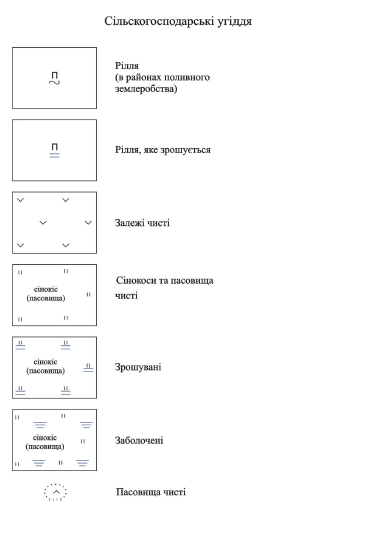 Сільскогосподарські угіддя
П
Рілля
(в районах поливного
землеробства)
П
Рілля, яке зрошується
Залежі чисті
сінокіс
(пасовища)
Сінокоси та пасовища
чисті
сінокіс
(пасовища)
Зрошувані
сінокіс
(пасовища)
Заболочені
Пасовища чисті